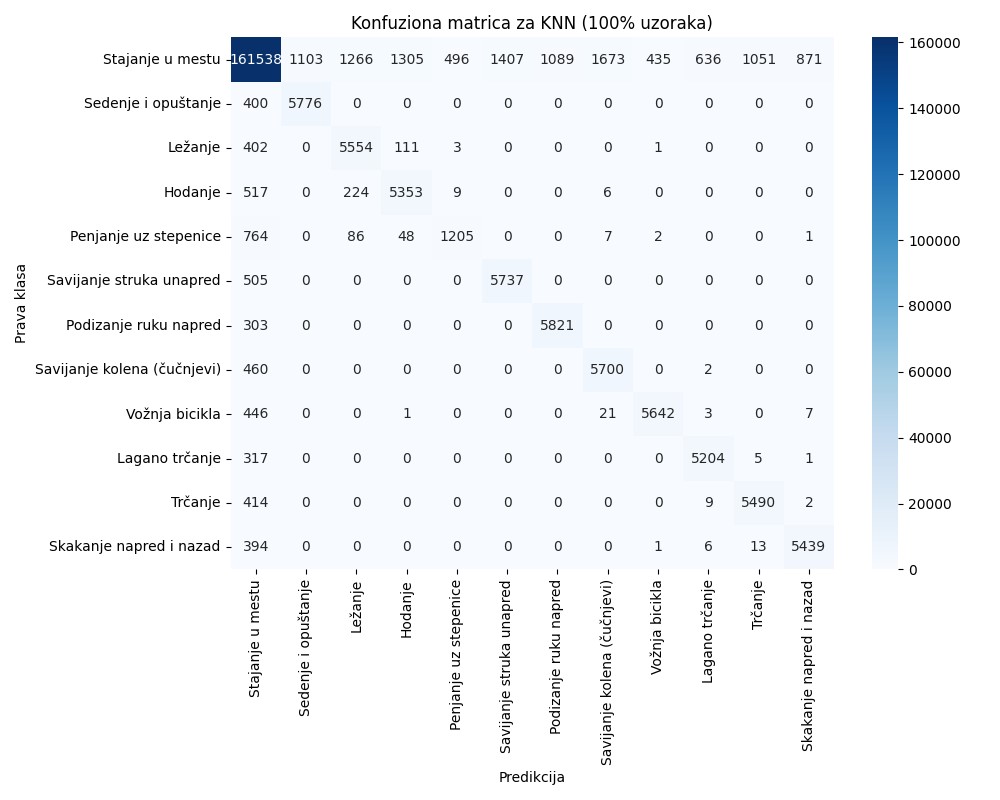 Konfuziona matrica za KNN (100% uzoraka)
Stajanje u mestu 161538 1103 1266 1305 496 1407 1089 1673 435 636 1051 871
Sedenje i opuštanje 400 5776 0 0 0 0 0 0 0 0 0 0
Ležanje 402 0 5554 111 3 0 0 0 1 0 0 0
Hodanje 517 0 224 5353 9 0 0 6 0 0 0 0
Penjanje uz stepenice 764 0 86 48 1205 0 0 7 2 0 0 1
Savijanje struka unapred 505 0 0 0 0 5737 0 0 0 0 0 0
Podizanje ruku napred 303 0 0 0 0 0 5821 0 0 0 0 0
Savijanje kolena (čučnjevi) 460 0 0 0 0 0 0 5700 0 2 0 0
Vožnja bicikla 446 0 0 1 0 0 0 21 5642 3 0 7
Lagano trčanje 317 0 0 0 0 0 0 0 0 5204 5 1
Trčanje 414 0 0 0 0 0 0 0 0 9 5490 2
Skakanje napred i nazad 394 0 0 0 0 0 0 0 1 6 13 5439
Prava klasa
Stajanje u mestu
Sedenje i opuštanje
Ležanje
Hodanje
Penjanje uz stepenice
Savijanje struka unapred
Podizanje ruku napred
Savijanje kolena (čučnjevi)
Vožnja bicikla
Lagano trčanje
Trčanje
Skakanje napred i nazad
Predikcija
160000
140000
120000
100000
80000
60000
40000
20000
0